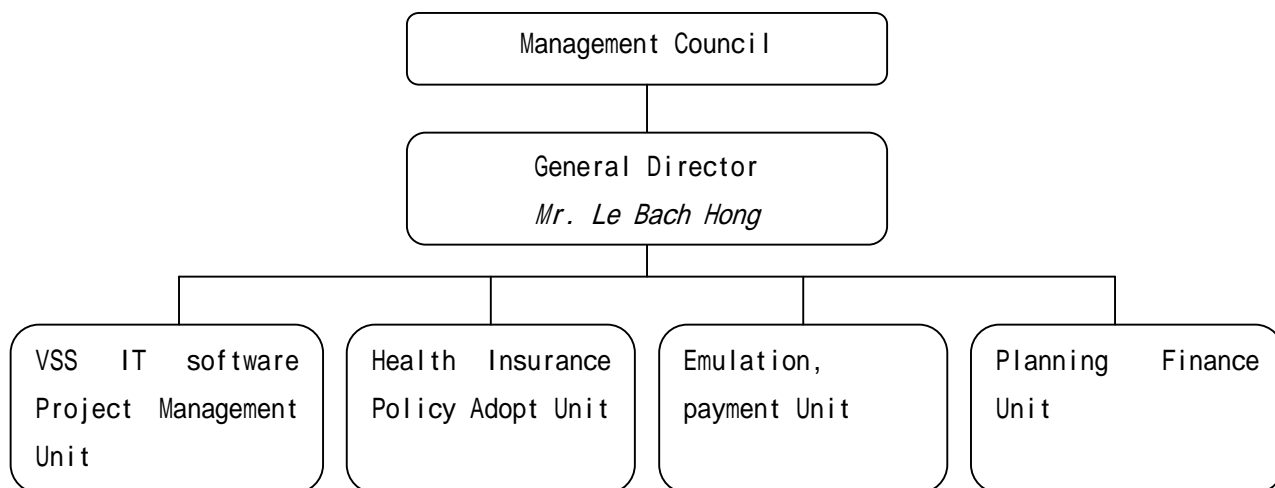 Management Council
General Director
Mr. Le Bach Hong
VSS IT software
Project Management
Unit
Health Insurance
Policy Adopt Unit
Emulation,
payment Unit
Planning Finance
Unit